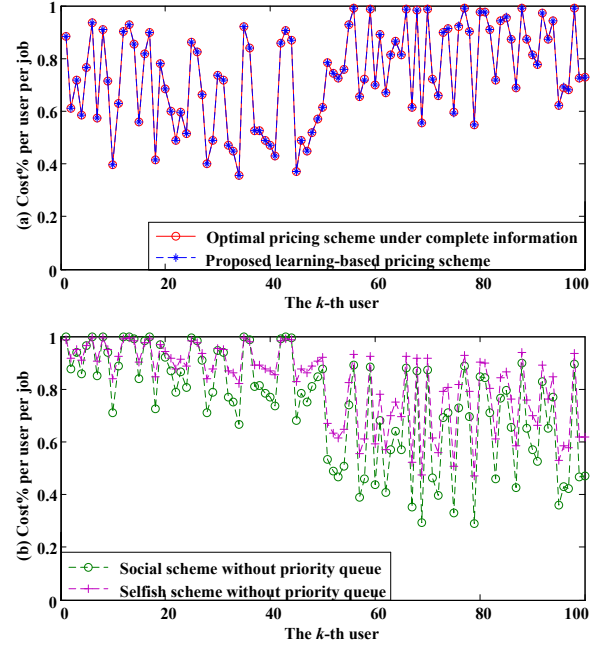 1
0.8
0.6
0.4
0.2
0
(a) Cost% per user per job
Optimal pricing scheme under complete information
Proposed learning-based pricing scheme
0 20 40 60 80 100
The k-th user
1
0.8
0.6
0.4
0.2
0
(b) Cost% per user per job
Social scheme without priority queue
Selfish scheme without priority queue
0 20 40 60 80 100
The k-th user